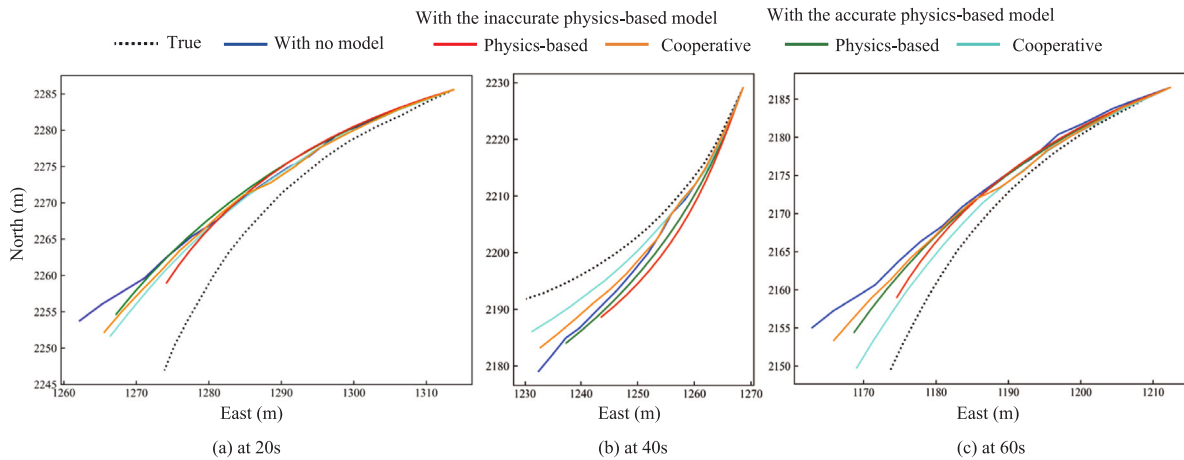 With the inaccurate physics-based model With the accurate physics-based model
True With no model Physics-based Cooperative Physics-based Cooperative
North (m)
2285
2280
2275
2270
2265
2260
2255
2250
2245
1260 1270 1280 1290 1300 1310
East (m)
(a) at 20s
2230
2220
2210
2200
2190
2180
1230 1240 1250 1260 1270
East (m)
(b) at 40s
2185
2180
2175
2170
2165
2160
2155
2150
1170 1180 1190 1200 1210
East (m)
(c) at 60s